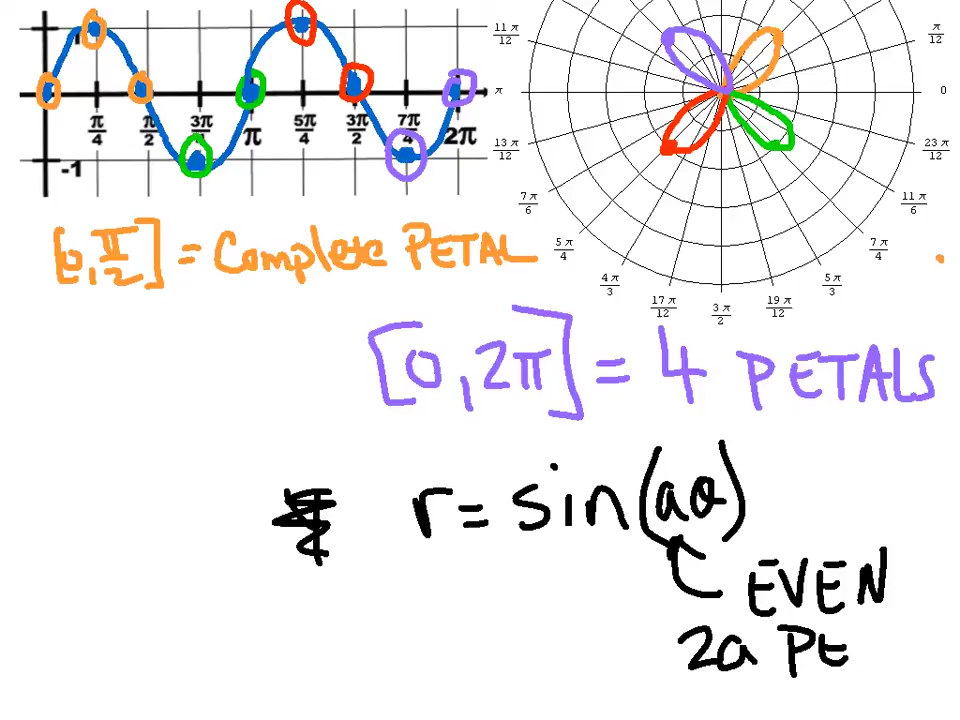 1
-1
π/4 π/2 3π π 5π/4 3π/2 7π/4 2π
11π/12 π/12
π 0
13π/12 23π/12
7π/6 11π/6
5π/4 7π/4
4π/3 5π/3
17π/12 3π/2 19π/12
[0, π/2] = Complete PETAL
[0, 2π] = 4 PETALS
r = sin(aθ)
EVEN
2a PE